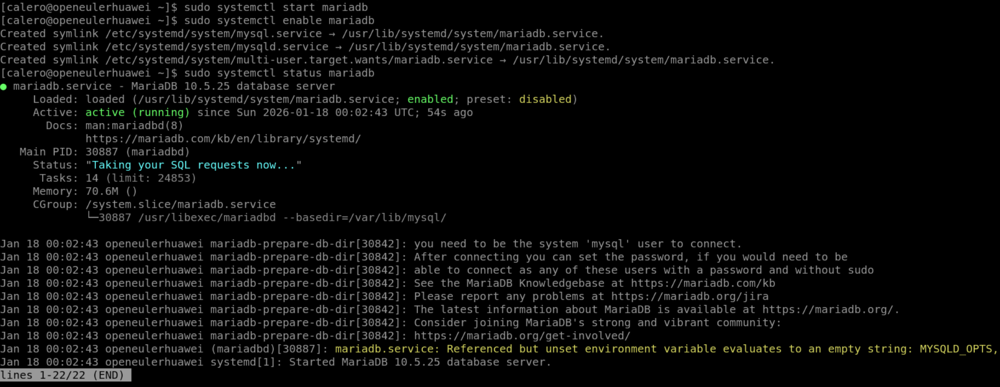 [calero@openeulerhuawei ~]$ sudo systemctl start mariadb
[calero@openeulerhuawei ~]$ sudo systemctl enable mariadb
Created symlink /etc/systemd/system/mysql.service → /usr/lib/systemd/system/mariadb.service.
Created symlink /etc/systemd/system/mysqld.service → /usr/lib/systemd/system/mariadb.service.
Created symlink /etc/systemd/system/multi-user.target.wants/mariadb.service → /usr/lib/systemd/system/mariadb.service.
[calero@openeulerhuawei ~]$ sudo systemctl status mariadb
● mariadb.service - MariaDB 10.5.25 database server
     Loaded: loaded (/usr/lib/systemd/system/mariadb.service; enabled; preset: disabled)
     Active: active (running) since Sun 2026-01-18 00:02:43 UTC; 54s ago
       Docs: man:mariadbd(8)
             https://mariadb.com/kb/en/library/systemd/
   Main PID: 30887 (mariadbd)
     Status: "Taking your SQL requests now..."
      Tasks: 14 (limit: 24853)
     Memory: 70.6M ()
     CGroup: /system.slice/mariadb.service
             └─30887 /usr/libexec/mariadbd --basedir=/var/lib/mysql/

Jan 18 00:02:43 openeulerhuawei mariadb-prepare-db-dir[30842]: you need to be the system 'mysql' user to connect.
Jan 18 00:02:43 openeulerhuawei mariadb-prepare-db-dir[30842]: After connecting you can set the password, if you would need to be
Jan 18 00:02:43 openeulerhuawei mariadb-prepare-db-dir[30842]: able to connect as any of these users with a password and without sudo
Jan 18 00:02:43 openeulerhuawei mariadb-prepare-db-dir[30842]: See the MariaDB Knowledgebase at https://mariadb.com/kb
Jan 18 00:02:43 openeulerhuawei mariadb-prepare-db-dir[30842]: Please report any problems at https://mariadb.org/jira
Jan 18 00:02:43 openeulerhuawei mariadb-prepare-db-dir[30842]: The latest information about MariaDB is available at https://mariadb.org/.
Jan 18 00:02:43 openeulerhuawei mariadb-prepare-db-dir[30842]: Consider joining MariaDB's strong and vibrant community:
Jan 18 00:02:43 openeulerhuawei mariadb-prepare-db-dir[30842]: https://mariadb.org/get-involved/
Jan 18 00:02:43 openeulerhuawei (mariadbd)[30887]: mariadb.service: Referenced but unset environment variable evaluates to an empty string: MYSQLD_OPTS,
Jan 18 00:02:43 openeulerhuawei systemd[1]: Started MariaDB 10.5.25 database server.
lines 1-22/22 (END)